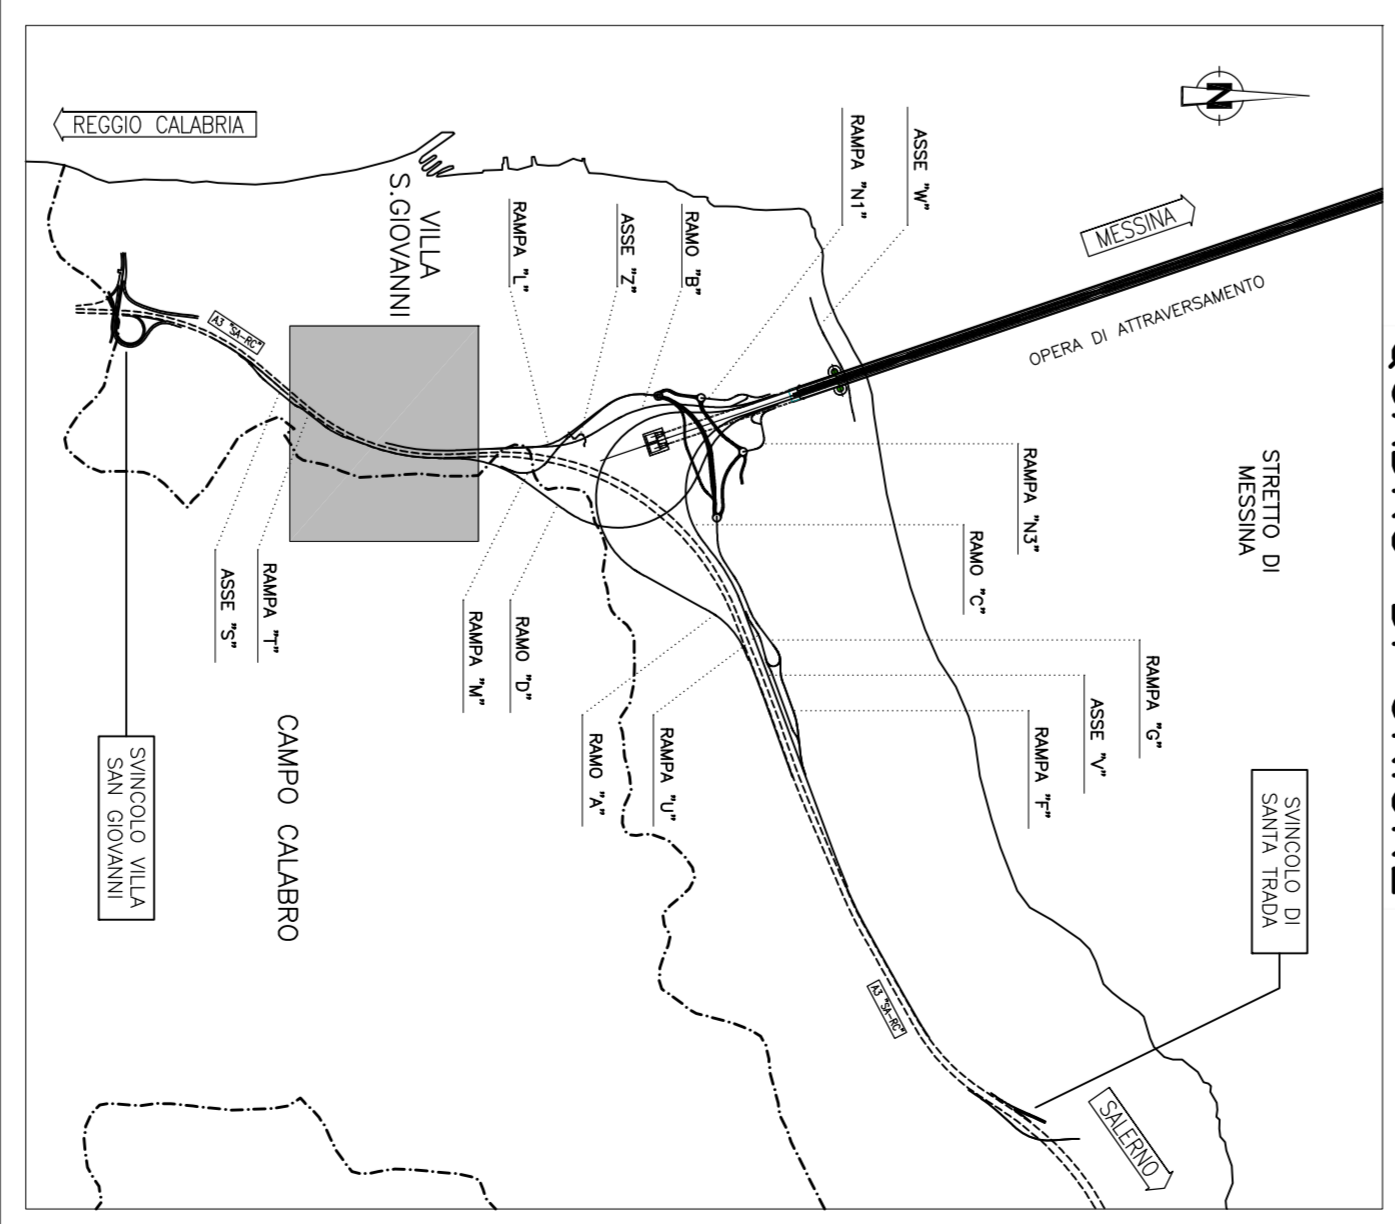 N
REGGIO CALABRIA
MESSINA
OPERA DI ATTRAVERSAMENTO
ASSE "W"
RAMPA "N1"
RAMO "B"
ASSE "Z"
RAMPA "L"
VILLA
S.GIOVANNI
A3 "SA-RC"
STRETTO DI
MESSINA
RAMPA "N3"
RAMO "C"
RAMPA "G"
ASSE "V"
RAMPA "F"
RAMPA "T"
ASSE "S"
RAMO "D"
RAMPA "M"
RAMPA "U"
RAMO "A"
CAMPO CALABRO
SVINCOLO VILLA
SAN GIOVANNI
SVINCOLO DI
SANTA TRADA
A3 "SA-RC"
SALERNO